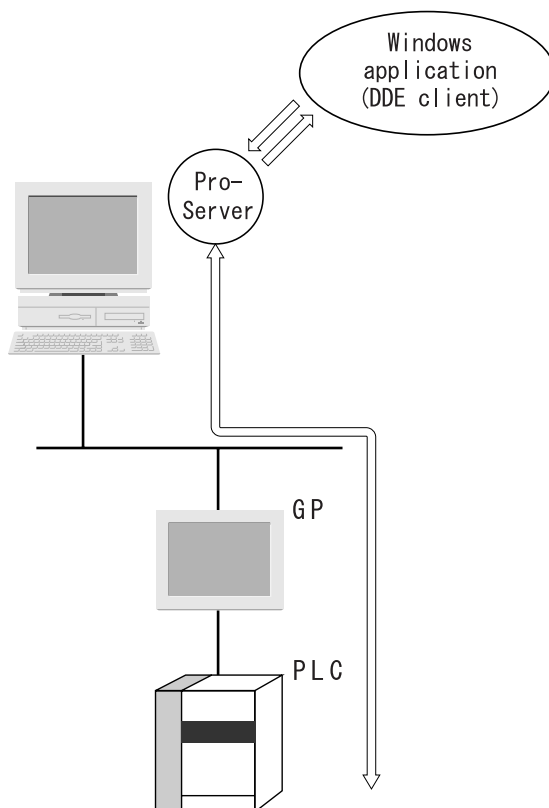 Windows
application
(DDE client)
Pro-
Server
GP
PLC